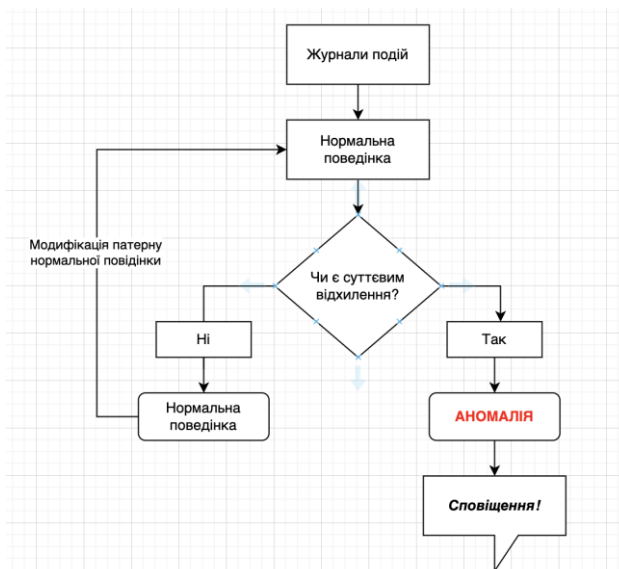 Журнали подій
Нормальна
поведінка
Модифікація патерну
нормальної повідінки
Чи є суттєвим
відхилення?
Ні
Так
Нормальна
поведінка
АНОМАЛІЯ
Сповіщення!